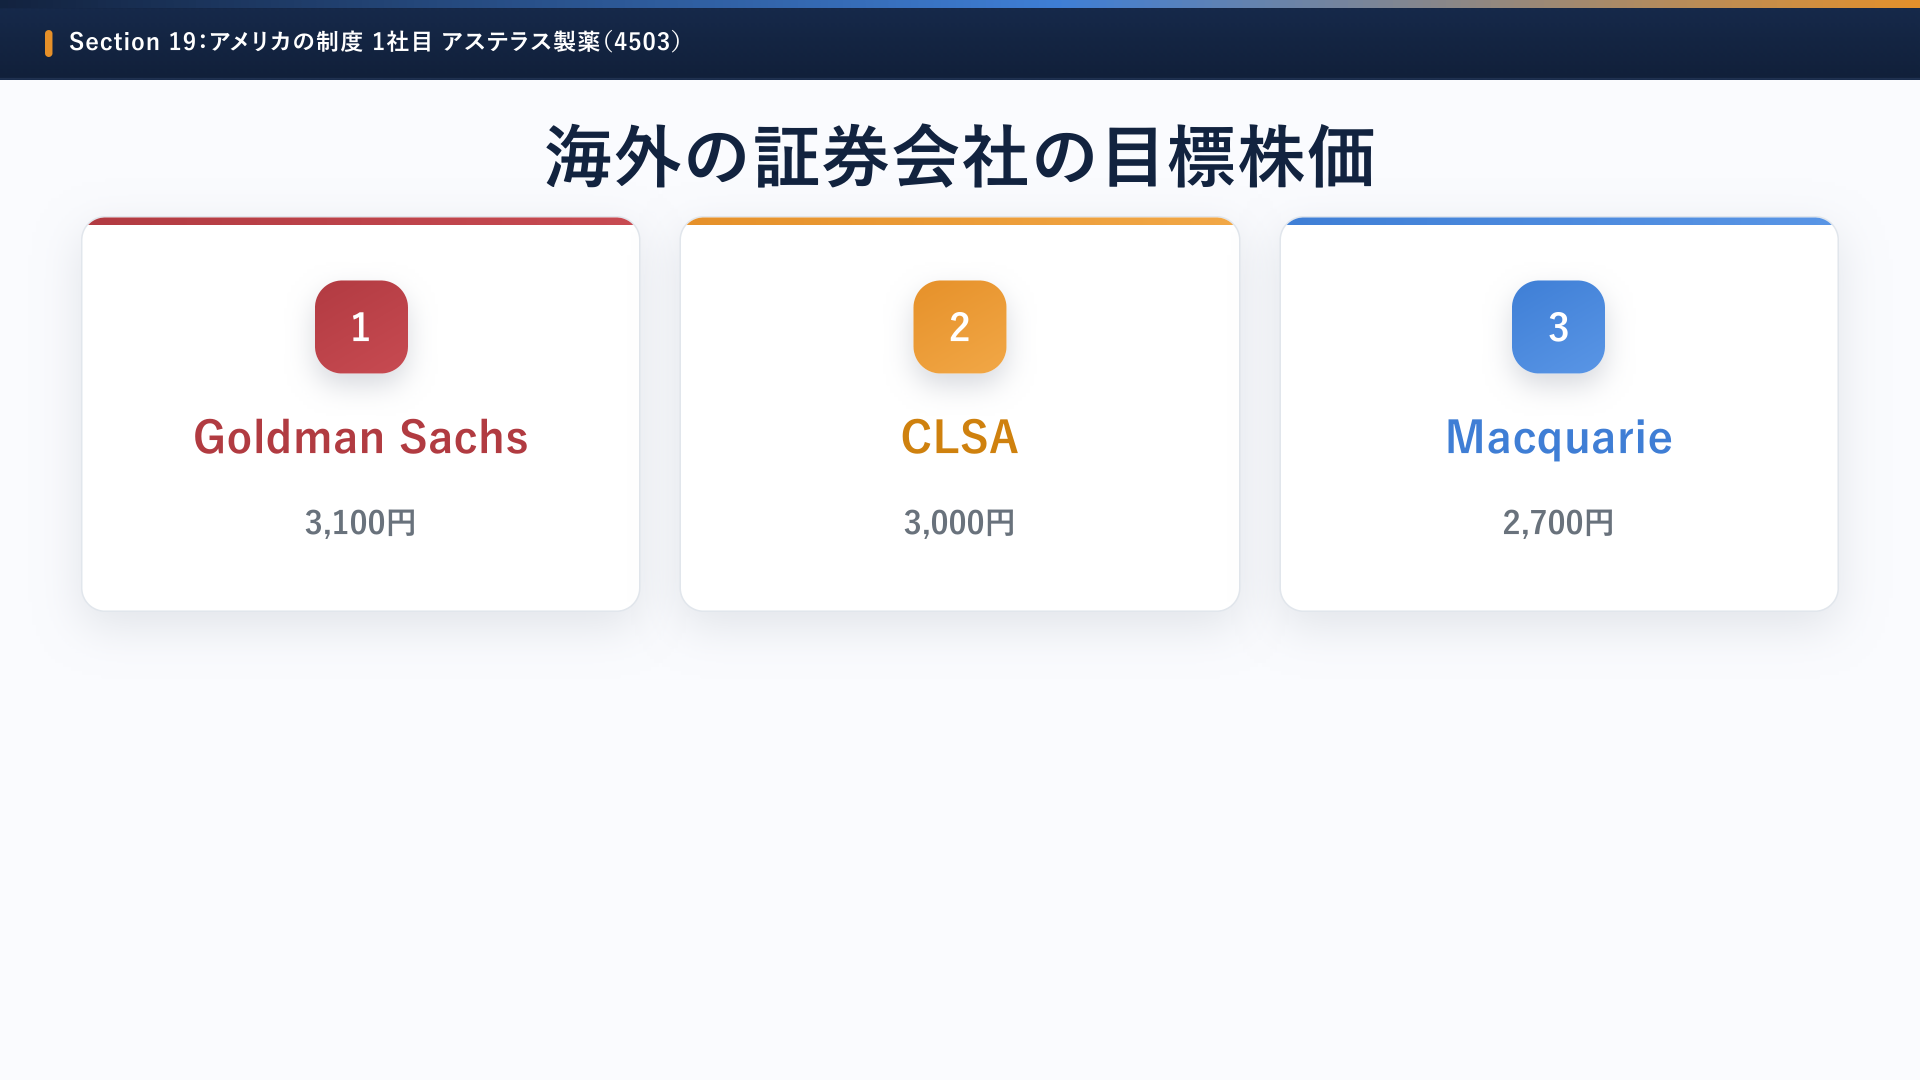 Section 19：アメリカの制度 1社目 アステラス製薬（4503）
海外の証券会社の目標株価
1
Goldman Sachs
3,100円
2
CLSA
3,000円
3
Macquarie
2,700円